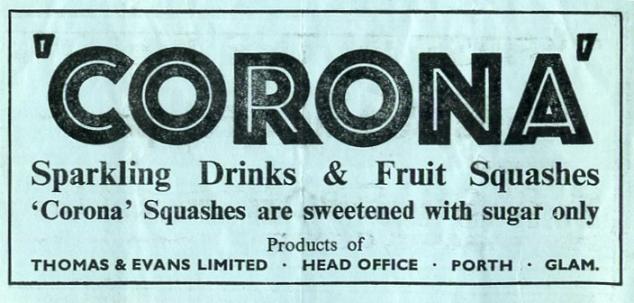 'CORONA'
Sparkling Drinks & Fruit Squashes
‘Corona’ Squashes are sweetened with sugar only
Products of
THOMAS & EVANS LIMITED · HEAD OFFICE · PORTH · GLAM.